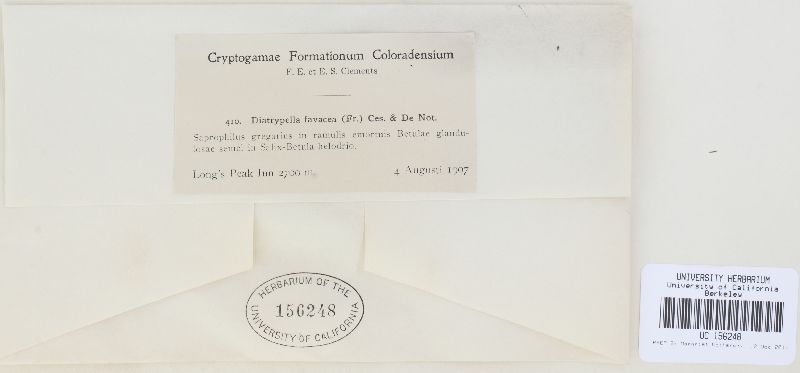 Cryptogamae Formationum Coloradensium
F. E. et E. S. Clements
410. Diatrypella favacea (Fr.) Ces. & De Not.
Saprophilus gregarius in ramulis emortuis Betulae glandu-
losae semel in Salix-Betula-helodrio.
Long's Peak Inn 2700 m.
4 Augusti 1907
HERBARIUM OF THE
156248
UNIVERSITY OF CALIFORNIA
UNIVERSITY HERBARIUM
University of California
Berkeley
UC 156248